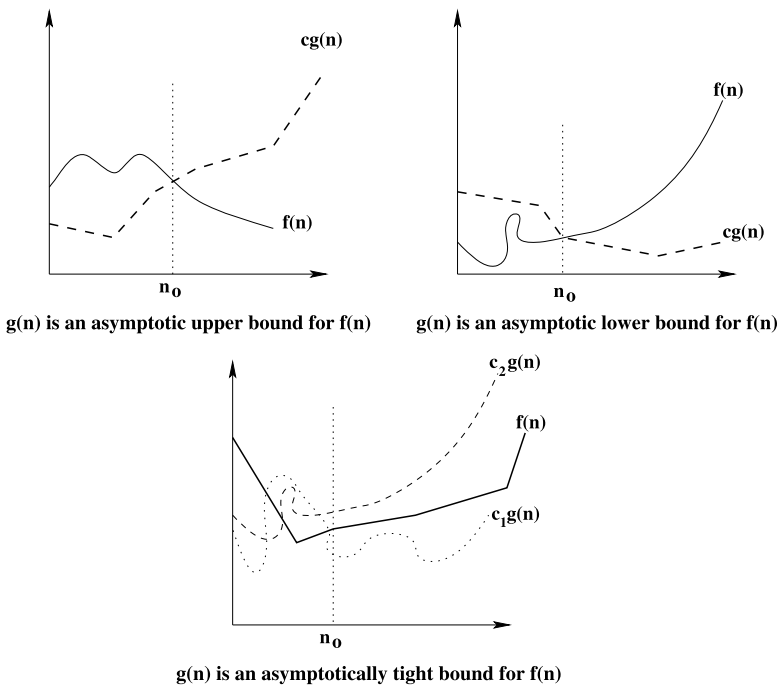 cg(n)
f(n)
n₀
g(n) is an asymptotic upper bound for f(n)
f(n)
cg(n)
n₀
g(n) is an asymptotic lower bound for f(n)
c₂g(n)
f(n)
c₁g(n)
n₀
g(n) is an asymptotically tight bound for f(n)